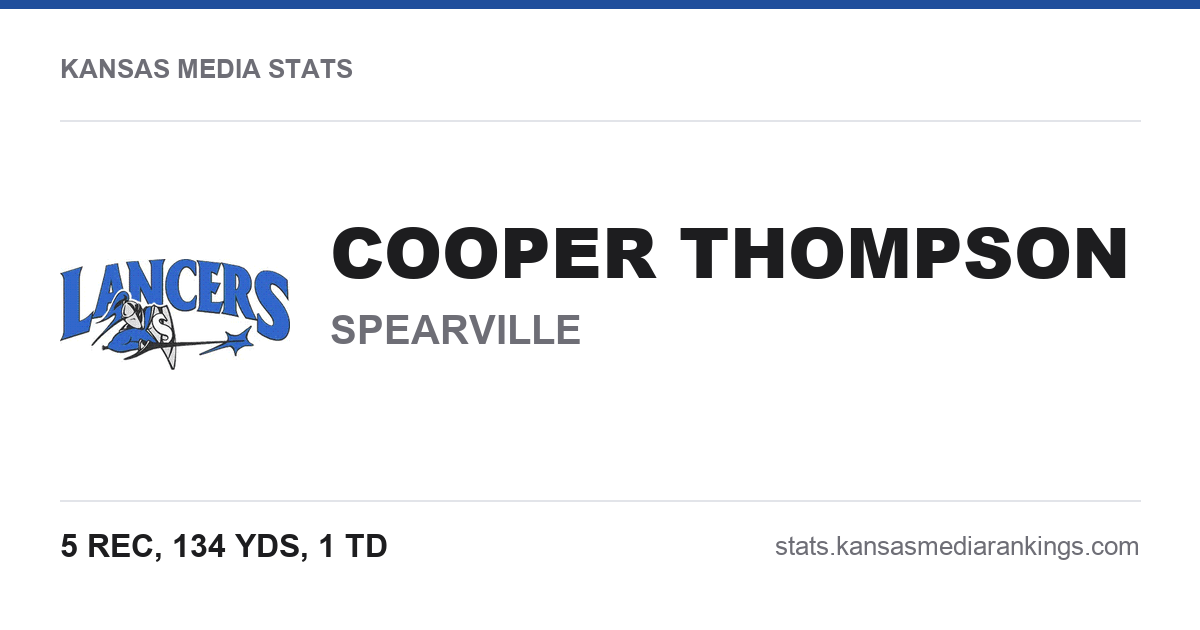 KANSAS MEDIA STATS
LANCERS
S
COOPER THOMPSON
SPEARVILLE
5 REC, 134 YDS, 1 TD
stats.kansasmediarankings.com